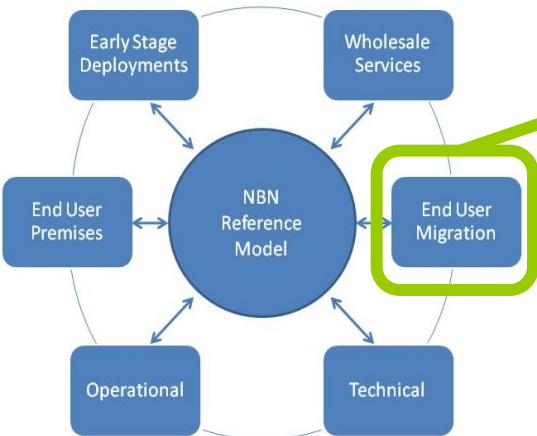 Early Stage
Deployments
Wholesale
Services
End User
Premises
NBN
Reference
Model
End User
Migration
Operational
Technical